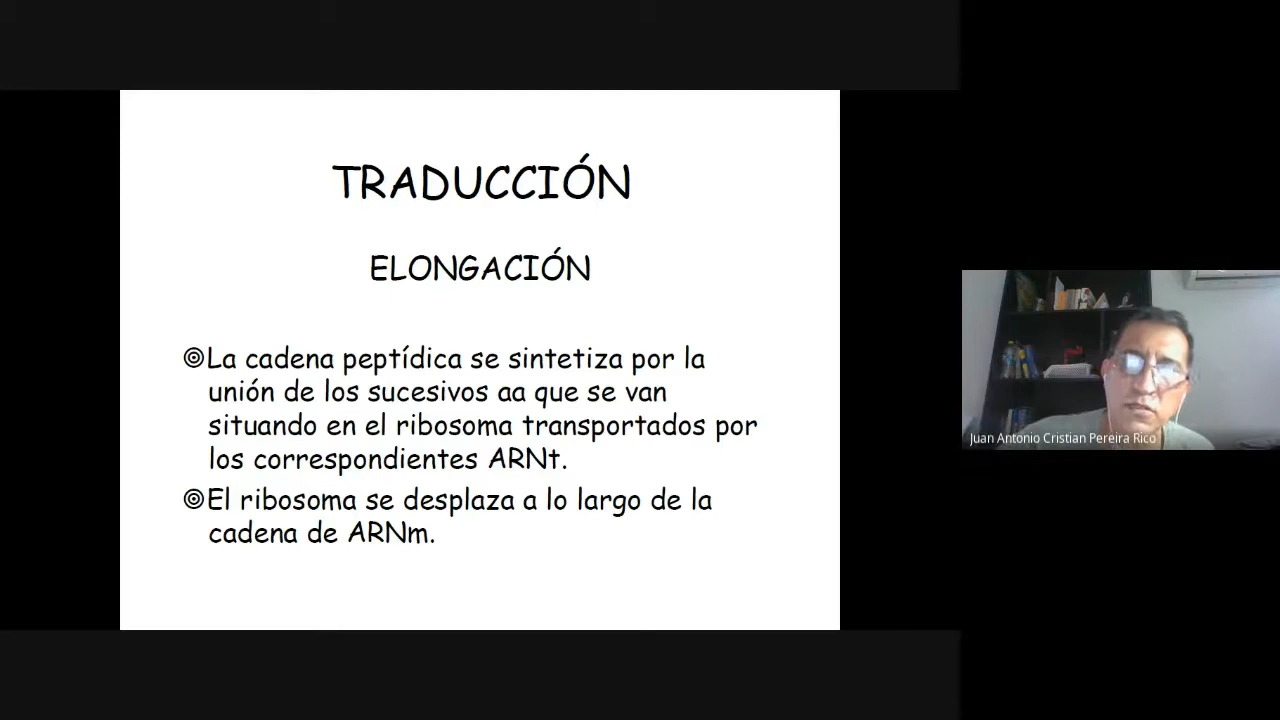 TRADUCCIÓN
ELONGACIÓN
◎La cadena peptídica se sintetiza por la
unión de los sucesivos aa que se van
situando en el ribosoma transportados por
los correspondientes ARNt.
◎El ribosoma se desplaza a lo largo de la
cadena de ARNm.
Juan Antonio Cristian Pereira Rico